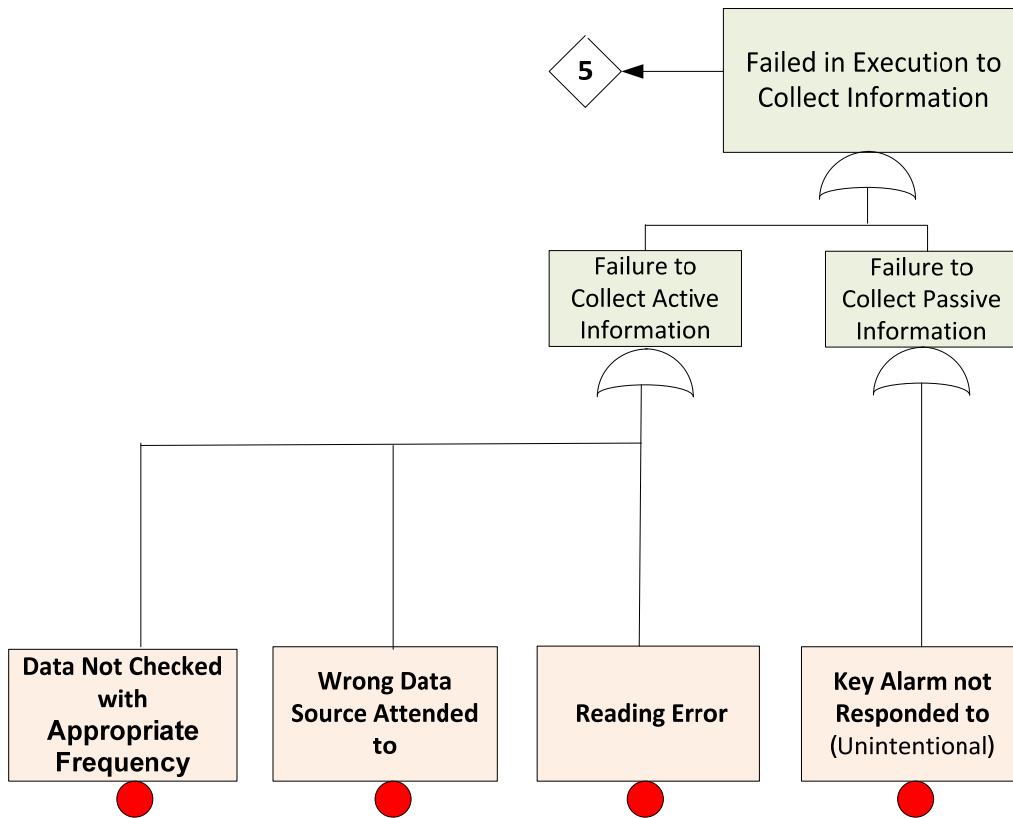 5
Failed in Execution to
Collect Information
Failure to
Collect Active
Information
Failure to
Collect Passive
Information
Data Not Checked
with
Appropriate
Frequency
Wrong Data
Source Attended
to
Reading Error
Key Alarm not
Responded to
(Unintentional)